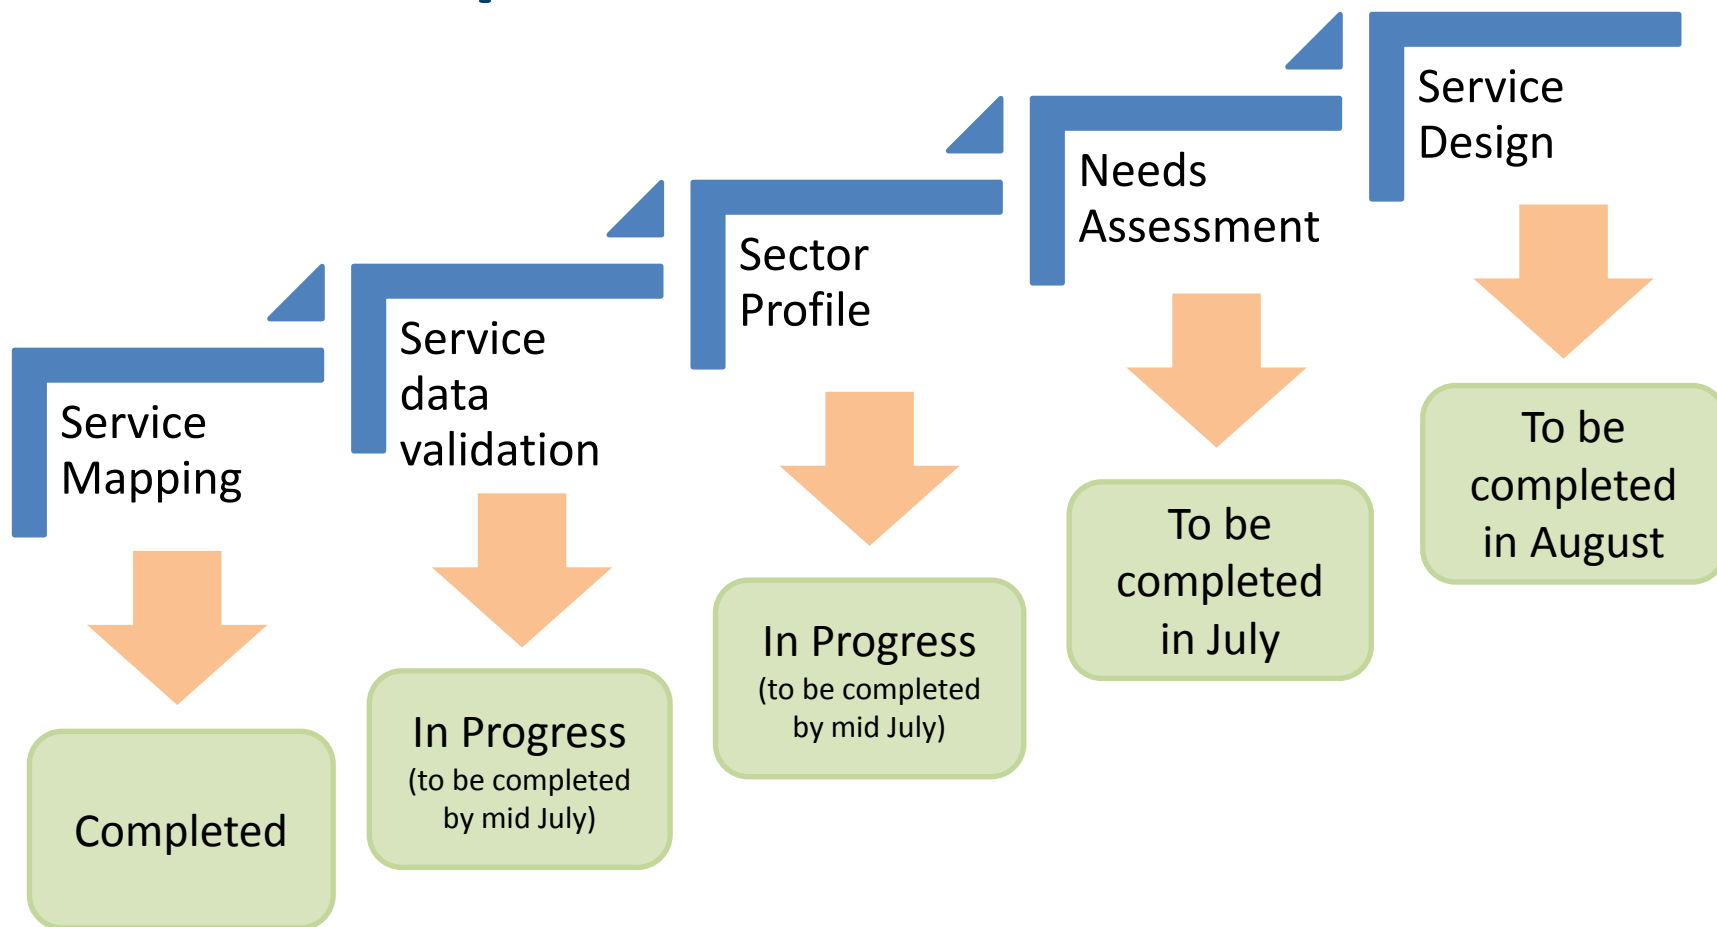 Service
Mapping
Completed
Service
data
validation
In Progress
(to be completed
by mid July)
Sector
Profile
In Progress
(to be completed
by mid July)
Needs
Assessment
To be
completed
in July
Service
Design
To be
completed
in August